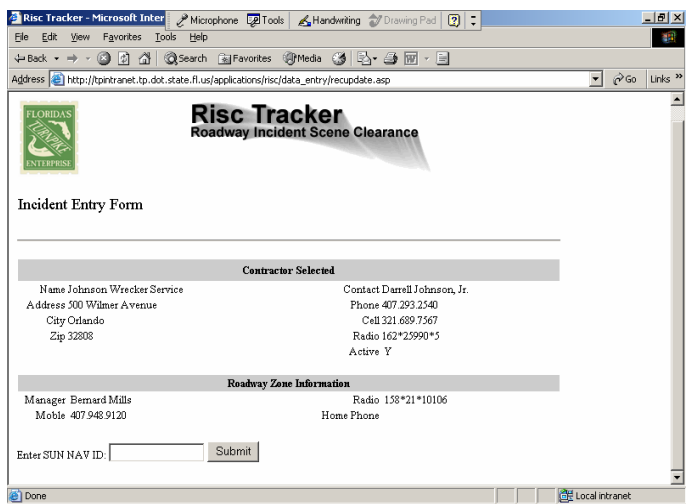 Risc Tracker - Microsoft Inter
Microphone Tools Handwriting Drawing Pad
File Edit View Favorites Tools Help
Back Search Favorites Media
Address http://tpintranet.tp.dot.state.fl.us/applications/risc/data_entry/recupdate.asp Go Links »
FLORIDA'S
TURNPIKE
ENTERPRISE
Risc Tracker
Roadway Incident Scene Clearance
Incident Entry Form
Contractor Selected
Name Johnson Wrecker Service Contact Darrell Johnson, Jr.
Address 500 Wilmer Avenue Phone 407.293.2540
City Orlando Cell 321.689.7567
Zip 32808 Radio 162*25990*5
Active Y
Roadway Zone Information
Manager Bernard Mills Radio 158*21*10106
Moble 407.948.9120 Home Phone
Enter SUN NAV ID: Submit
Done Local intranet